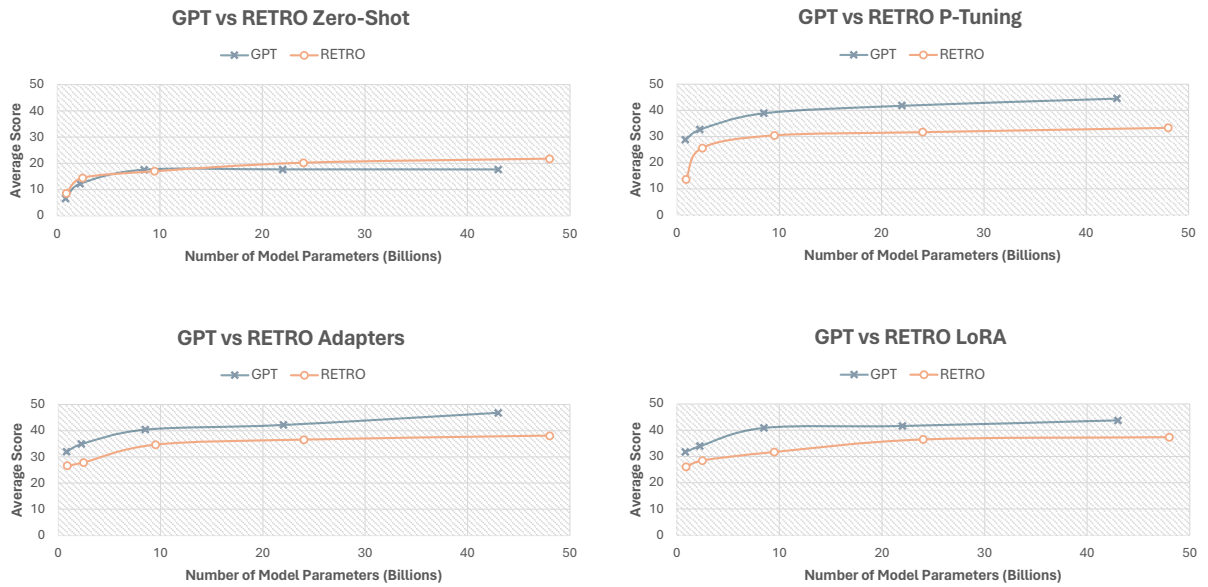 GPT vs RETRO Zero-Shot
GPT RETRO
50
40
30
20
10
0
Average Score
0 10 20 30 40 50
Number of Model Parameters (Billions)
GPT vs RETRO P-Tuning
GPT RETRO
50
40
30
20
10
0
Average Score
0 10 20 30 40 50
Number of Model Parameters (Billions)
GPT vs RETRO Adapters
GPT RETRO
50
40
30
20
10
0
Average Score
0 10 20 30 40 50
Number of Model Parameters (Billions)
GPT vs RETRO LoRA
GPT RETRO
50
40
30
20
10
0
Average Score
0 10 20 30 40 50
Number of Model Parameters (Billions)